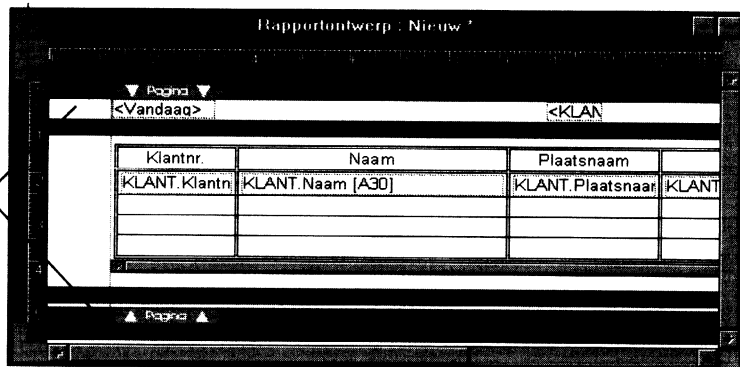 Rapportontwerp : Nieuw *
Pagina
<Vandaag> <KLAN
Klantnr. Naam Plaatsnaam
KLANT.Klantn KLANT.Naam [A30] KLANT.Plaatsnaar KLANT
Pagina